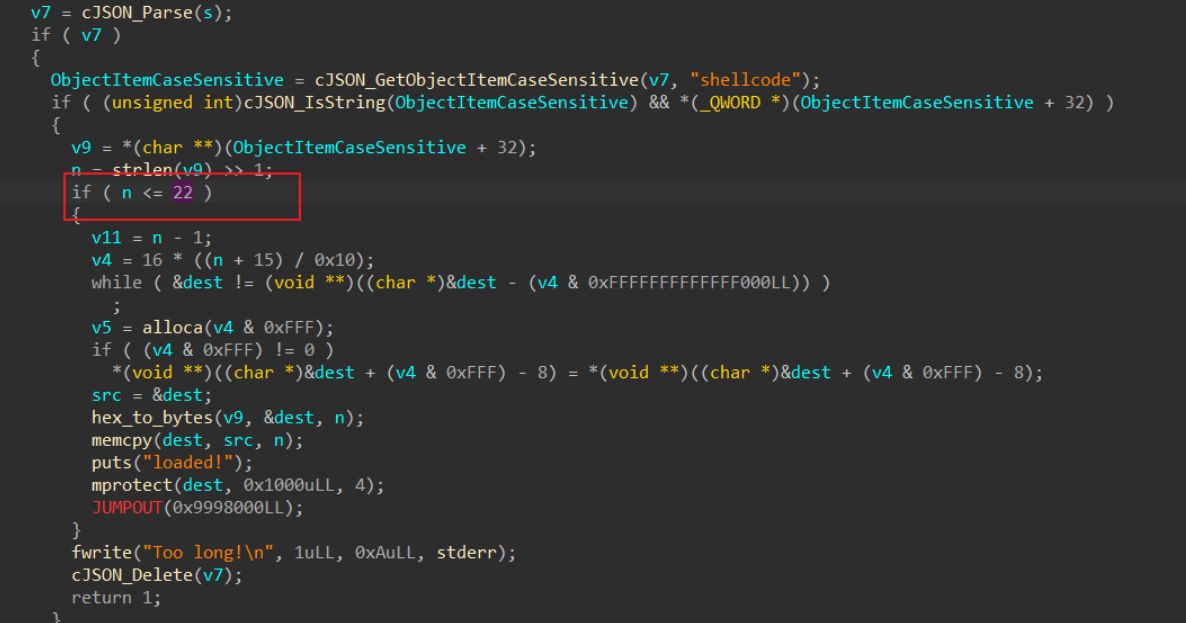 v7 = cJSON_Parse(s);
if ( v7 )
{
ObjectItemCaseSensitive = cJSON_GetObjectItemCaseSensitive(v7, "shellcode");
if ( (unsigned int)cJSON_IsString(ObjectItemCaseSensitive) && *(_QWORD *)(ObjectItemCaseSensitive + 32) )
{
v9 = *(char **)(ObjectItemCaseSensitive + 32);
n = strlen(v9) >> 1;
if ( n <= 22 )
{
v11 = n - 1;
v4 = 16 * ((n + 15) / 0x10);
while ( &dest != (void **)((char *)&dest - (v4 & 0xFFFFFFFFFFFFF000LL)) )
;
v5 = alloca(v4 & 0xFFF);
if ( (v4 & 0xFFF) != 0 )
*(void **)((char *)&dest + (v4 & 0xFFF) - 8) = *(void **)((char *)&dest + (v4 & 0xFFF) - 8);
src = &dest;
hex_to_bytes(v9, &dest, n);
memcpy(dest, src, n);
puts("loaded!");
mprotect(dest, 0x1000uLL, 4);
JUMPOUT(0x9998000LL);
}
fwrite("Too long!\n", 1uLL, 0xAuLL, stderr);
cJSON_Delete(v7);
return 1;
}